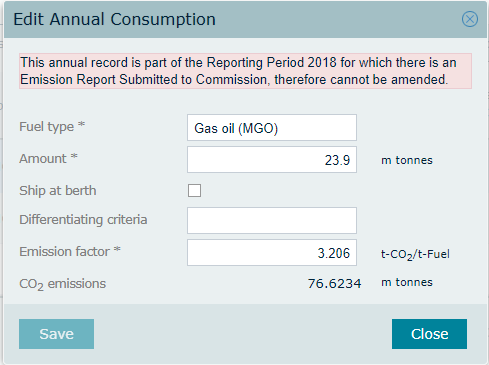 Edit Annual Consumption
This annual record is part of the Reporting Period 2018 for which there is an
Emission Report Submitted to Commission, therefore cannot be amended.
Fuel type * Gas oil (MGO)
Amount * 23.9 m tonnes
Ship at berth
Differentiating criteria
Emission factor * 3.206 t-CO₂/t-Fuel
CO₂ emissions 76.6234 m tonnes
Save Close